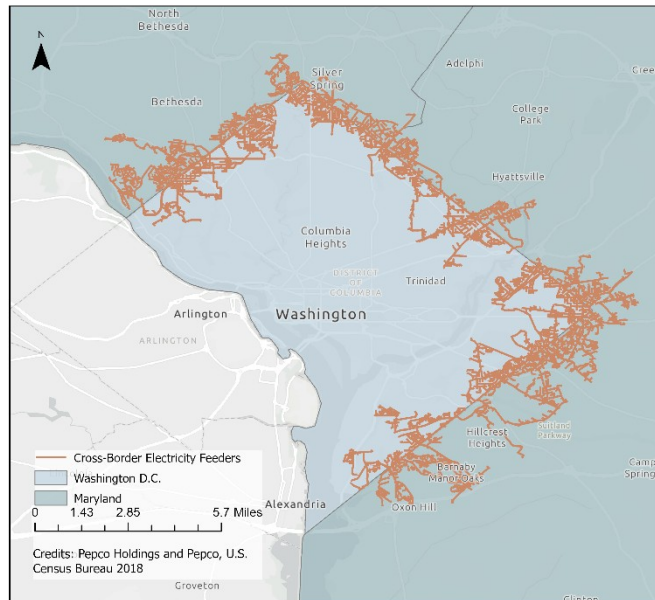 North
Bethesda
N
Adelphi
Silver
Spring
Bethesda
College
Park
Hyattsville
Columbia
Heights
DISTRICT
OF
COLUMBIA
Trinidad
Arlington
Washington
ARLINGTON
Hillcrest
Heights
Suitland
Parkway
Cross-Border Electricity Feeders
Washington D.C.
Maryland
0 1.43 2.85 5.7 Miles
Barnaby
Manor Oaks
Camp
Spring
Alexandria
Oxon Hill
Credits: Pepco Holdings and Pepco, U.S.
Census Bureau 2018
Groveton
Clinton